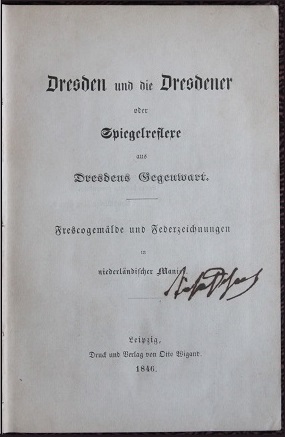 Dresden und die Dresdener
oder
Spiegelreflexe
aus
Dresdens Gegenwart.
Frescogemälde und Federzeichnungen
in
niederländischer Manier.
Leipzig,
Druck und Verlag von Otto Wigand.
1846.